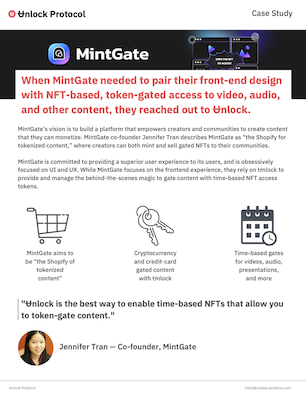 Ʉnlock Protocol
Case Study
MintGate
When MintGate needed to pair their front-end design
with NFT-based, token-gated access to video, audio,
and other content, they reached out to Ʉnlock.
MintGate's vision is to build a platform that empowers creators and communities to create content
that they can monetize. MintGate co-founder Jennifer Tran describes MintGate as "the Shopify for
tokenized content," where creators can both mint and sell gated NFTs to their communities.
MintGate is committed to providing a superior user experience to its users, and is obsessively
focused on UI and UX. While MintGate focuses on the frontend experience, they rely on Ʉnlock to
provide and manage the behind-the-scenes magic to gate content with time-based NFT access
tokens.
MintGate aims to
be "the Shopify of
tokenized
content"
Cryptocurrency
and credit-card
gated content
with Ʉnlock
Time-based gates
for videos, audio,
presentations,
and more
"Ʉnlock is the best way to enable time-based NFTs that allow you
to token-gate content."
Jennifer Tran — Co-founder, MintGate
Unlock Protocol
hello@unlock-protocol.com